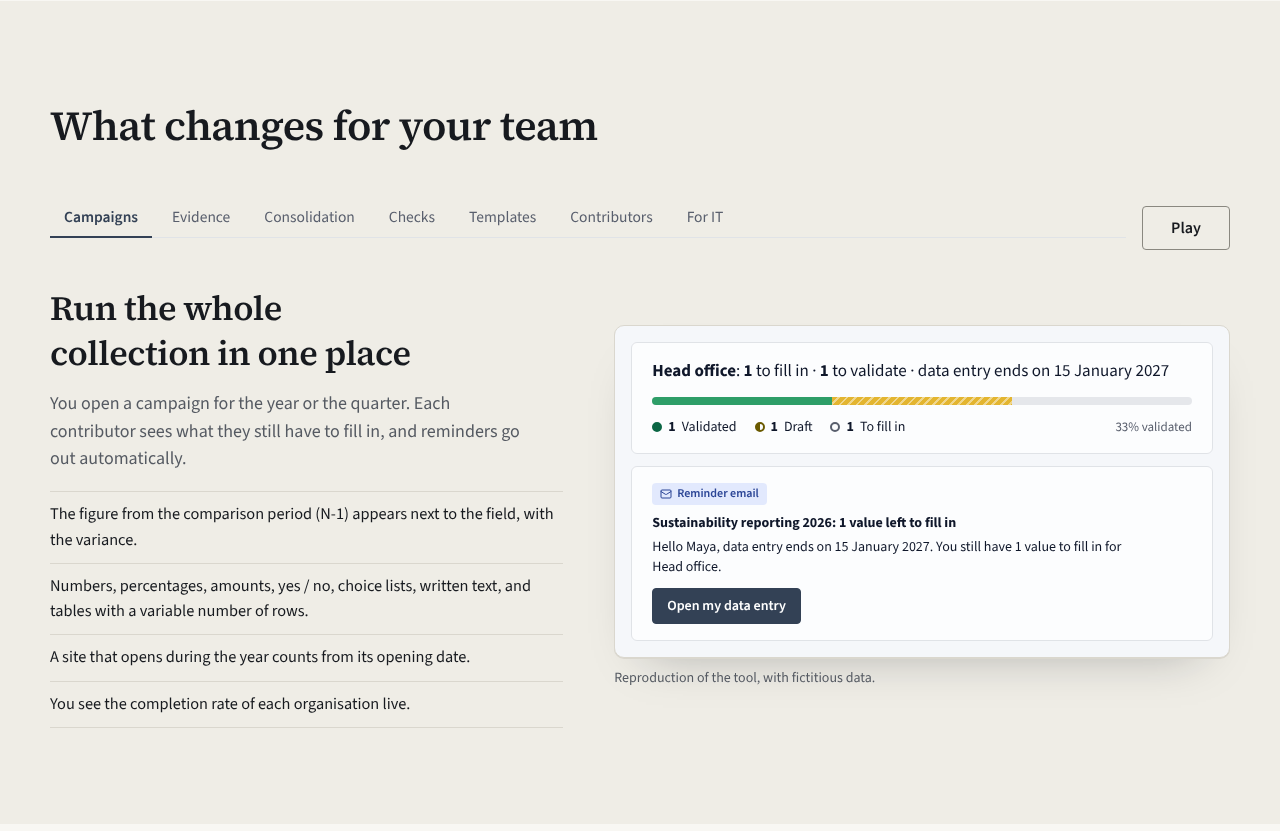 What changes for your team
Campaigns
Evidence
Consolidation
Checks
Templates
Contributors
For IT
Play
Run the whole
collection in one place
You open a campaign for the year or the quarter. Each
contributor sees what they still have to fill in, and reminders go
out automatically.
The figure from the comparison period (N-1) appears next to the field, with
the variance.
Numbers, percentages, amounts, yes / no, choice lists, written text, and
tables with a variable number of rows.
A site that opens during the year counts from its opening date.
You see the completion rate of each organisation live.
Head office: 1 to fill in · 1 to validate · data entry ends on 15 January 2027
1 Validated
1 Draft
1 To fill in
33% validated
Reminder email
Sustainability reporting 2026: 1 value left to fill in
Hello Maya, data entry ends on 15 January 2027. You still have 1 value to fill in for
Head office.
Open my data entry
Reproduction of the tool, with fictitious data.